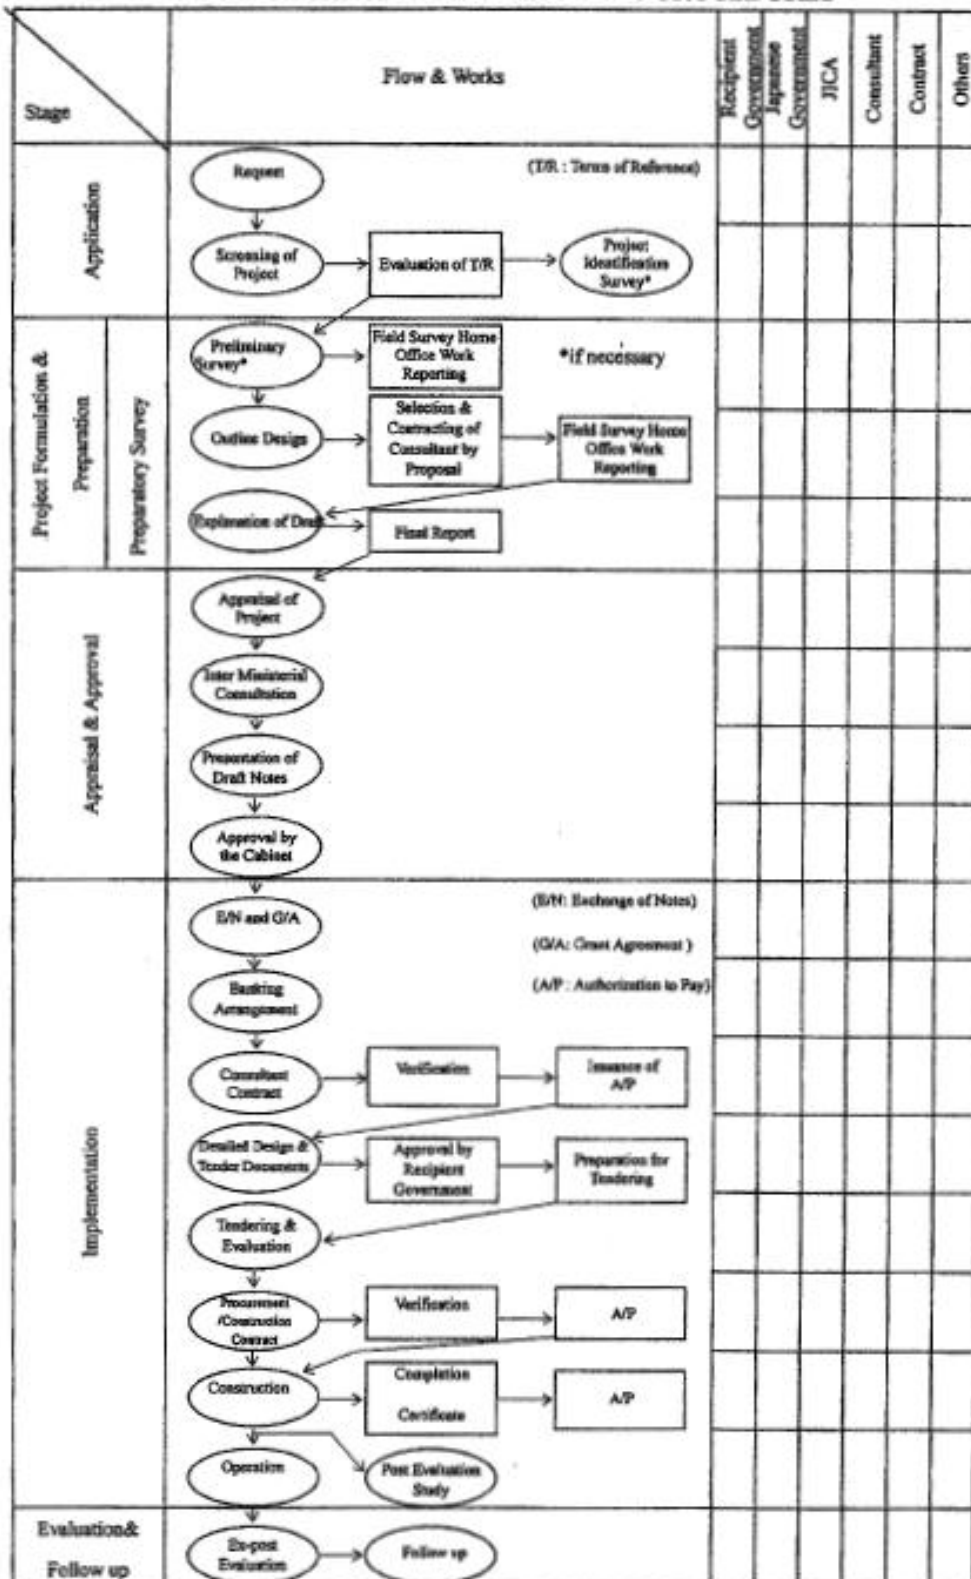 Stage
Flow & Works
Recipient
Government
Japanese
Government
JICA
Consultant
Contract
Others
Application
Request
(T/R : Terms of Reference)
Screening of
Project
Evaluation of T/R
Project
Identification
Survey*
Project Formulation &
Preparation
Preparatory Survey
Preliminary
Survey*
Field Survey Home
Office Work
Reporting
*if necessary
Outline Design
Selection &
Contracting of
Consultant by
Proposal
Field Survey Home
Office Work
Reporting
Explanation of Draft
Final Report
Appraisal & Approval
Appraisal of
Project
Inter Ministerial
Consultation
Presentation of
Draft Notes
Approval by
the Cabinet
Implementation
E/N and G/A
(E/N: Exchange of Notes)
(G/A: Grant Agreement )
(A/P : Authorization to Pay)
Banking
Arrangement
Consultant
Contract
Verification
Issuance of
A/P
Detailed Design &
Tender Documents
Approval by
Recipient
Government
Preparation for
Tendering
Tendering &
Evaluation
Procurement
/Construction
Contract
Verification
A/P
Construction
Completion
Certificate
A/P
Operation
Post Evaluation
Study
Evaluation&
Follow up
Ex-post
Evaluation
Follow up